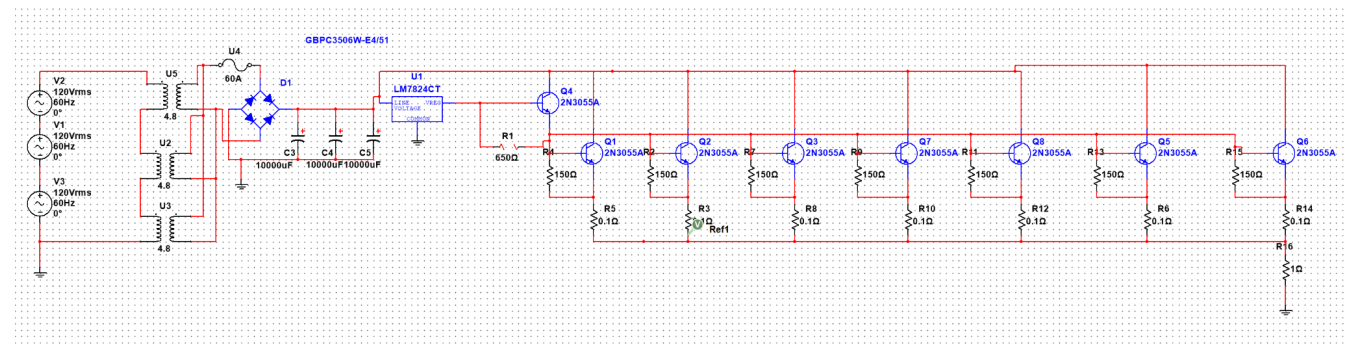 GBPC3506W-E4/51
U4
60A
D1
V2
120Vrms
60Hz
0°
V1
120Vrms
60Hz
0°
V3
120Vrms
60Hz
0°
U5
4.8
U2
4.8
U3
4.8
C3
10000uF
C4
10000uF
C5
10000uF
U1
LM7824CT
LINE VREG
VOLTAGE
COMMON
Q4
2N3055A
R1
650Ω
R4
150Ω
Q1
2N3055A
R5
0.1Ω
R2
150Ω
Q2
2N3055A
R3
0.1Ω
V
Ref1
R7
150Ω
Q3
2N3055A
R8
0.1Ω
R9
150Ω
Q7
2N3055A
R10
0.1Ω
R11
150Ω
Q8
2N3055A
R12
0.1Ω
R13
150Ω
Q5
2N3055A
R6
0.1Ω
R15
150Ω
Q6
2N3055A
R14
0.1Ω
R16
1Ω